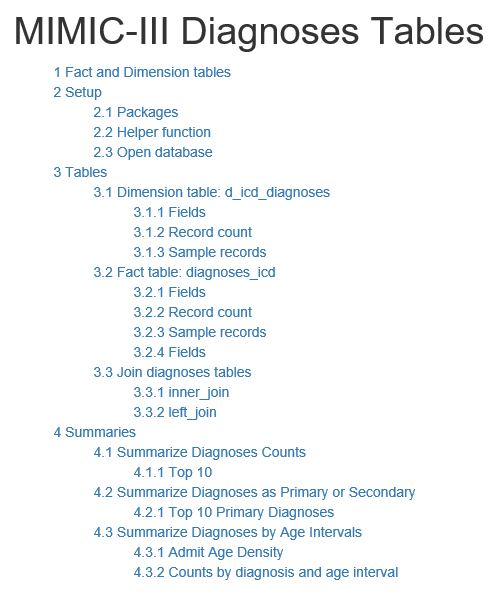 MIMIC-III Diagnoses Tables
1 Fact and Dimension tables
2 Setup
2.1 Packages
2.2 Helper function
2.3 Open database
3 Tables
3.1 Dimension table: d_icd_diagnoses
3.1.1 Fields
3.1.2 Record count
3.1.3 Sample records
3.2 Fact table: diagnoses_icd
3.2.1 Fields
3.2.2 Record count
3.2.3 Sample records
3.2.4 Fields
3.3 Join diagnoses tables
3.3.1 inner_join
3.3.2 left_join
4 Summaries
4.1 Summarize Diagnoses Counts
4.1.1 Top 10
4.2 Summarize Diagnoses as Primary or Secondary
4.2.1 Top 10 Primary Diagnoses
4.3 Summarize Diagnoses by Age Intervals
4.3.1 Admit Age Density
4.3.2 Counts by diagnosis and age interval